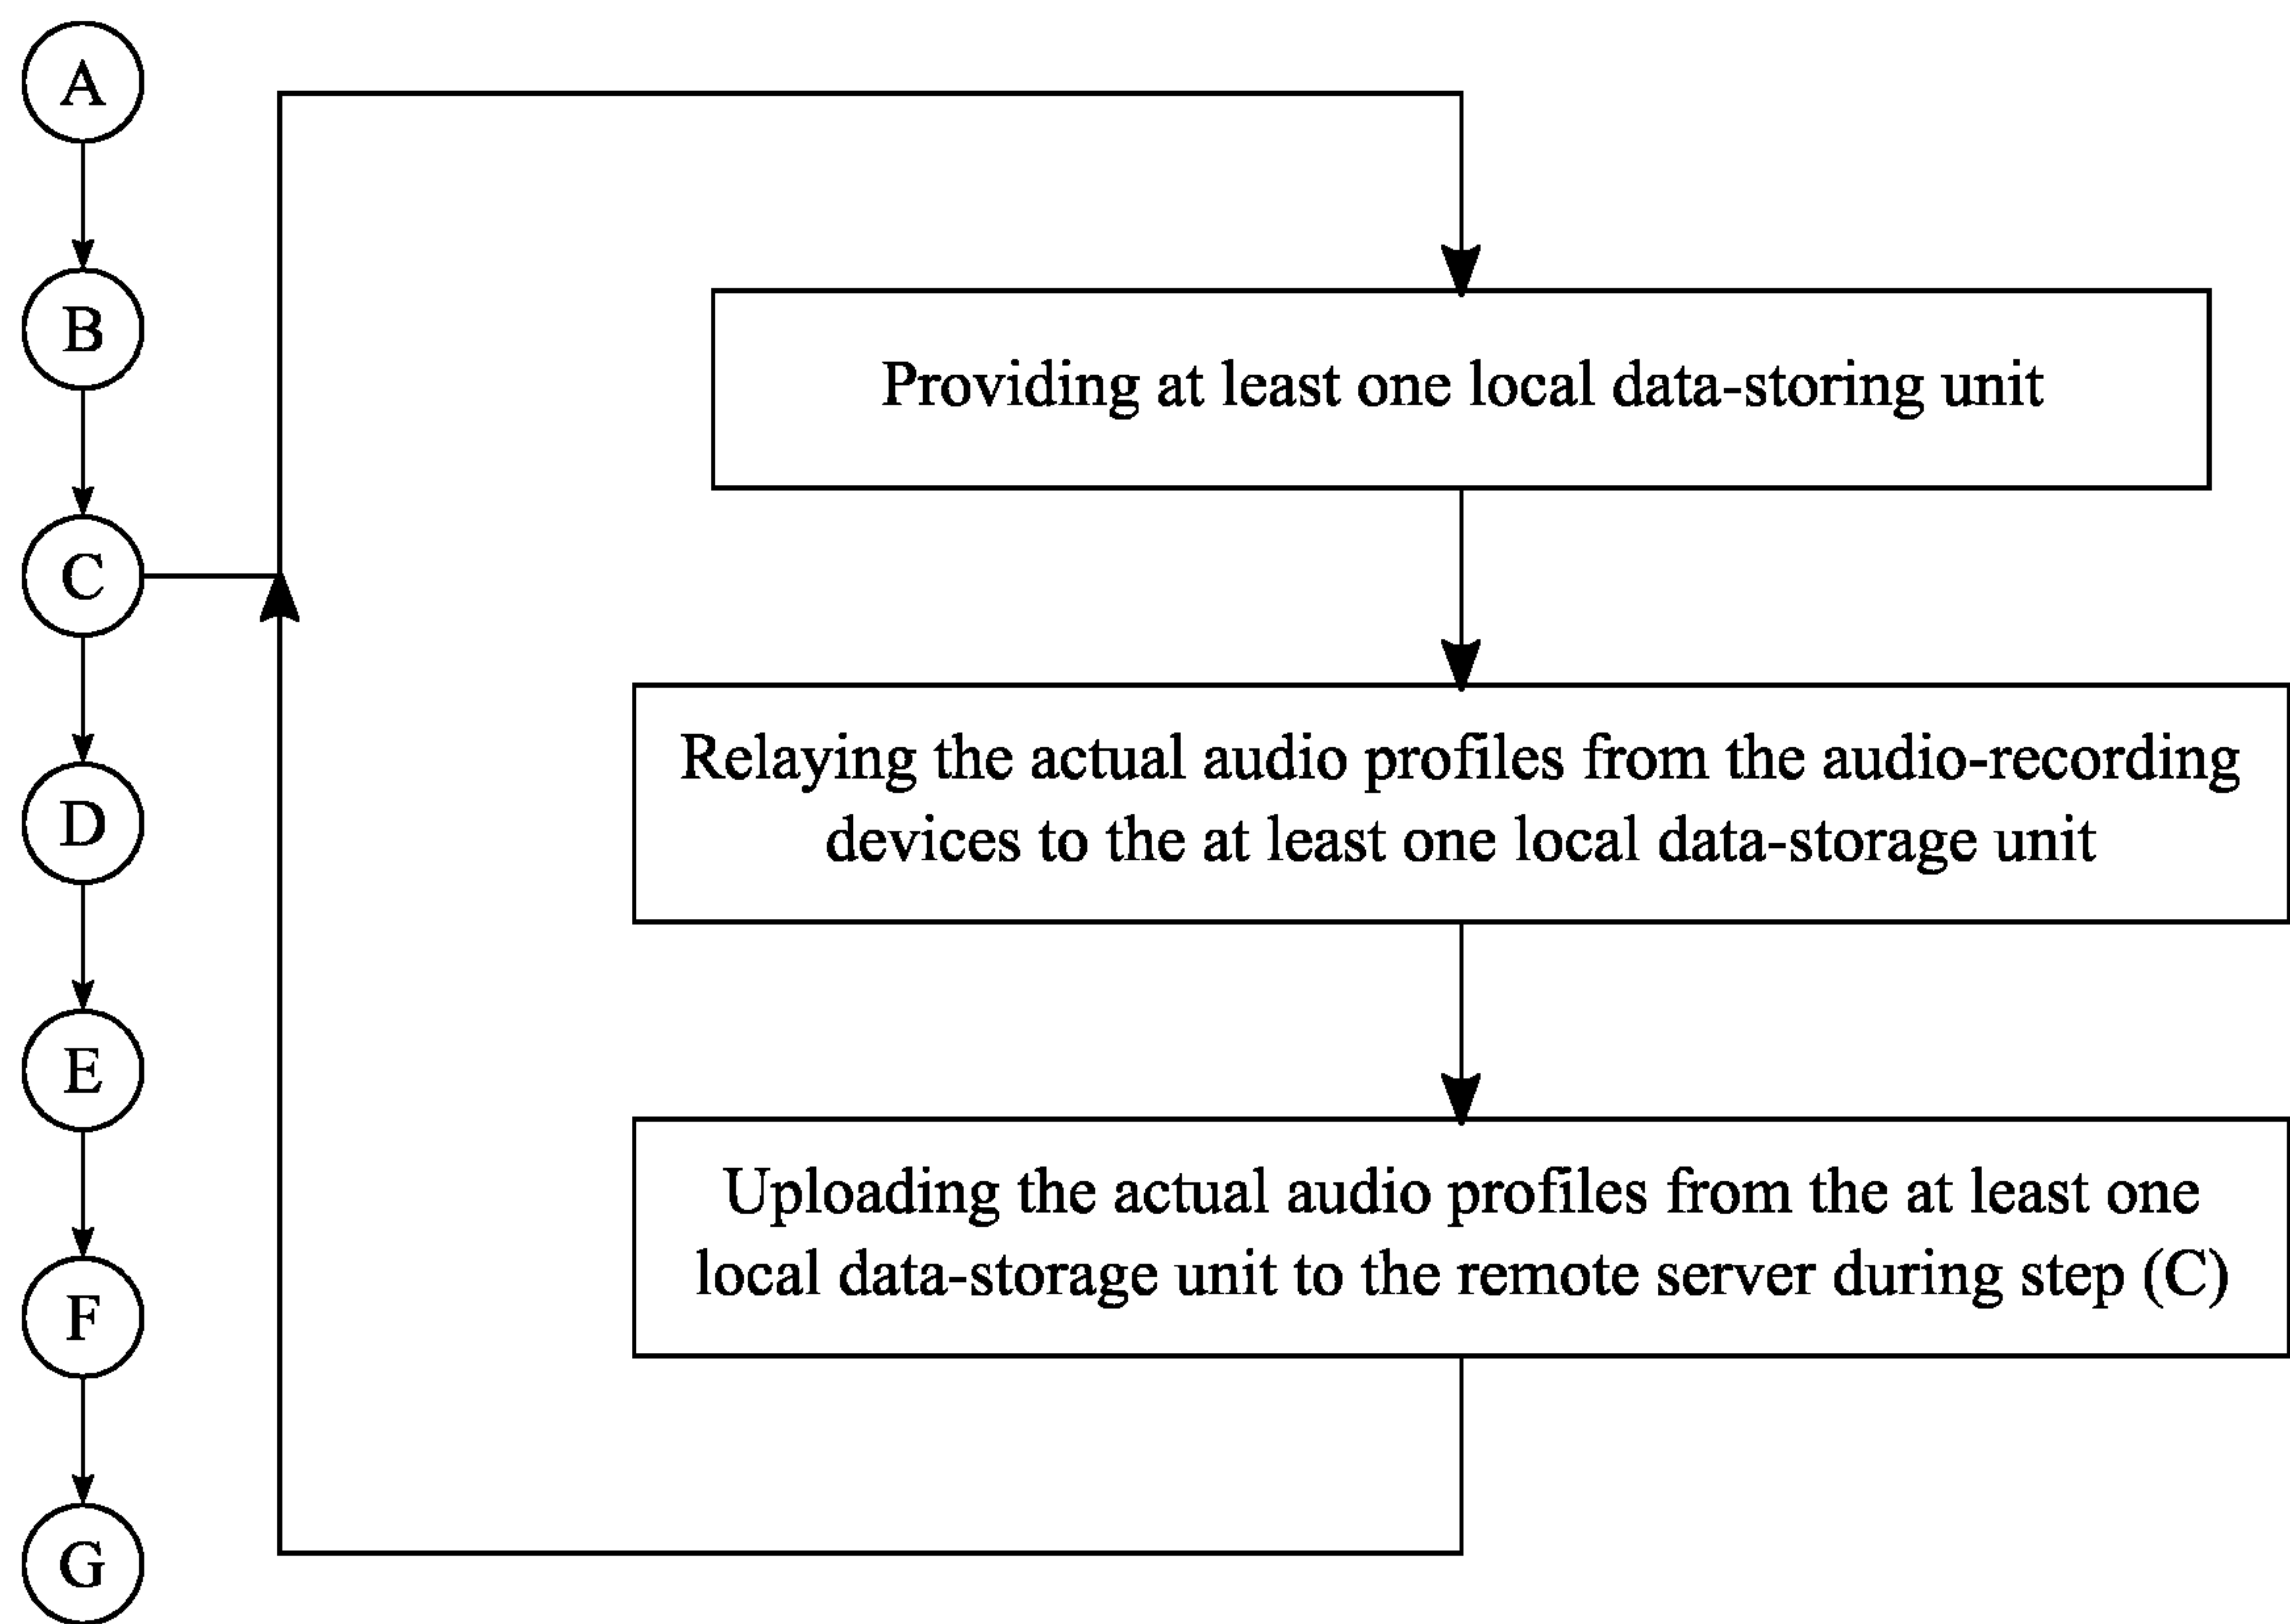 A
B
C
D
E
F
G
Providing at least one local data-storing unit
Relaying the actual audio profiles from the audio-recording
devices to the at least one local data-storage unit
Uploading the actual audio profiles from the at least one
local data-storage unit to the remote server during step (C)